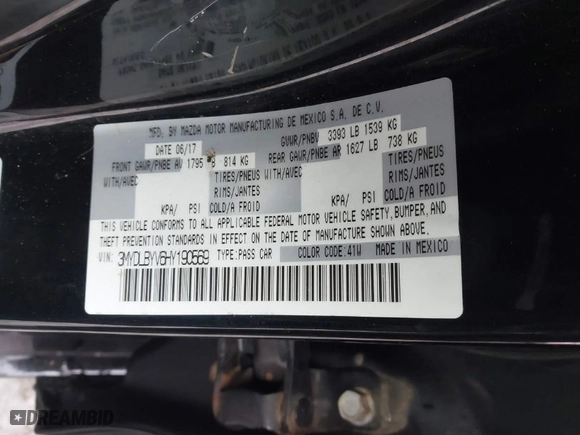 MFD. BY MAZDA MOTOR MANUFACTURING DE MEXICO S.A. DE C.V.
DATE 06/17 GVWR/PNBV 3393 LB 1539 KG
FRONT GAWR/PNBE AV 1795 LB 814 KG REAR GAWR/PNBE AR 1627 LB 738 KG
WITH/AVEC TIRES/PNEUS WITH/AVEC TIRES/PNEUS
RIMS/JANTES RIMS/JANTES
KPA/ PSI COLD/A FROID KPA/ PSI COLD/A FROID
THIS VEHICLE CONFORMS TO ALL APPLICABLE FEDERAL MOTOR VEHICLE SAFETY, BUMPER, AND
THEFT PREVENTION STANDARDS IN EFFECT ON THE DATE OF MANUFACTURE SHOWN ABOVE.
VIN: 3MYDLBYV6HY190569 TYPE: PASS CAR COLOR CODE: 41W MADE IN MEXICO
DREAMBID